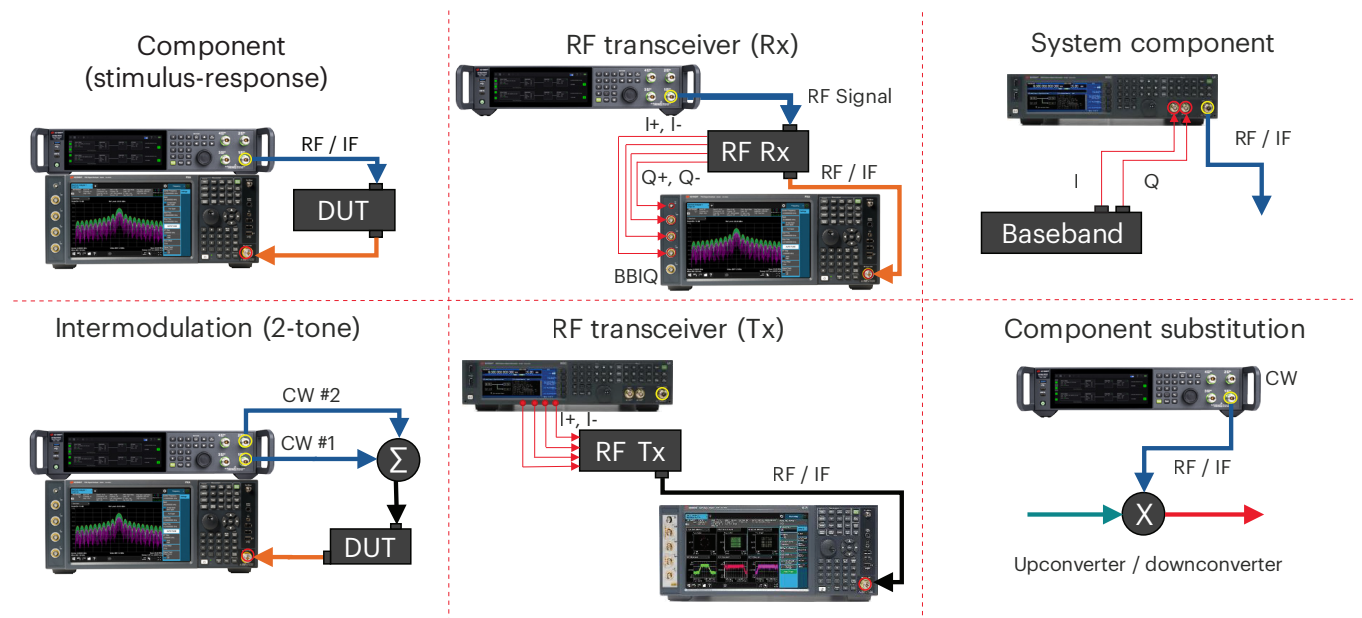 Component
(stimulus-response)
RF / IF
DUT
RF transceiver (Rx)
RF Signal
I+, I-
RF Rx
Q+, Q-
RF / IF
BBIQ
System component
RF / IF
I
Q
Baseband
Intermodulation (2-tone)
CW #2
CW #1
Σ
DUT
RF transceiver (Tx)
I+, I-
RF Tx
RF / IF
Component substitution
CW
RF / IF
X
Upconverter / downconverter